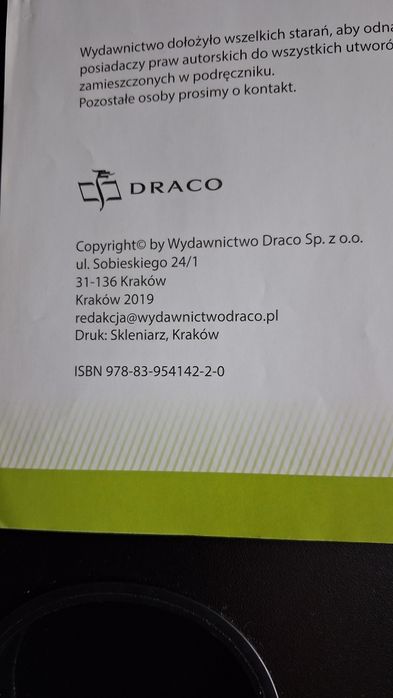 Wydawnictwo dołożyło wszelkich starań, aby
posiadaczy praw autorskich do wszystkich
zamieszczonych w podręczniku.
Pozostałe osoby prosimy o kontakt.
DRACO
Copyright© by Wydawnictwo Draco Sp. z o.o.
ul. Sobieskiego 24/1
31-136 Kraków
Kraków 2019
redakcja@wydawnictwodraco.pl
Druk: Skleniarz, Kraków
ISBN 978-83-954142-2-0